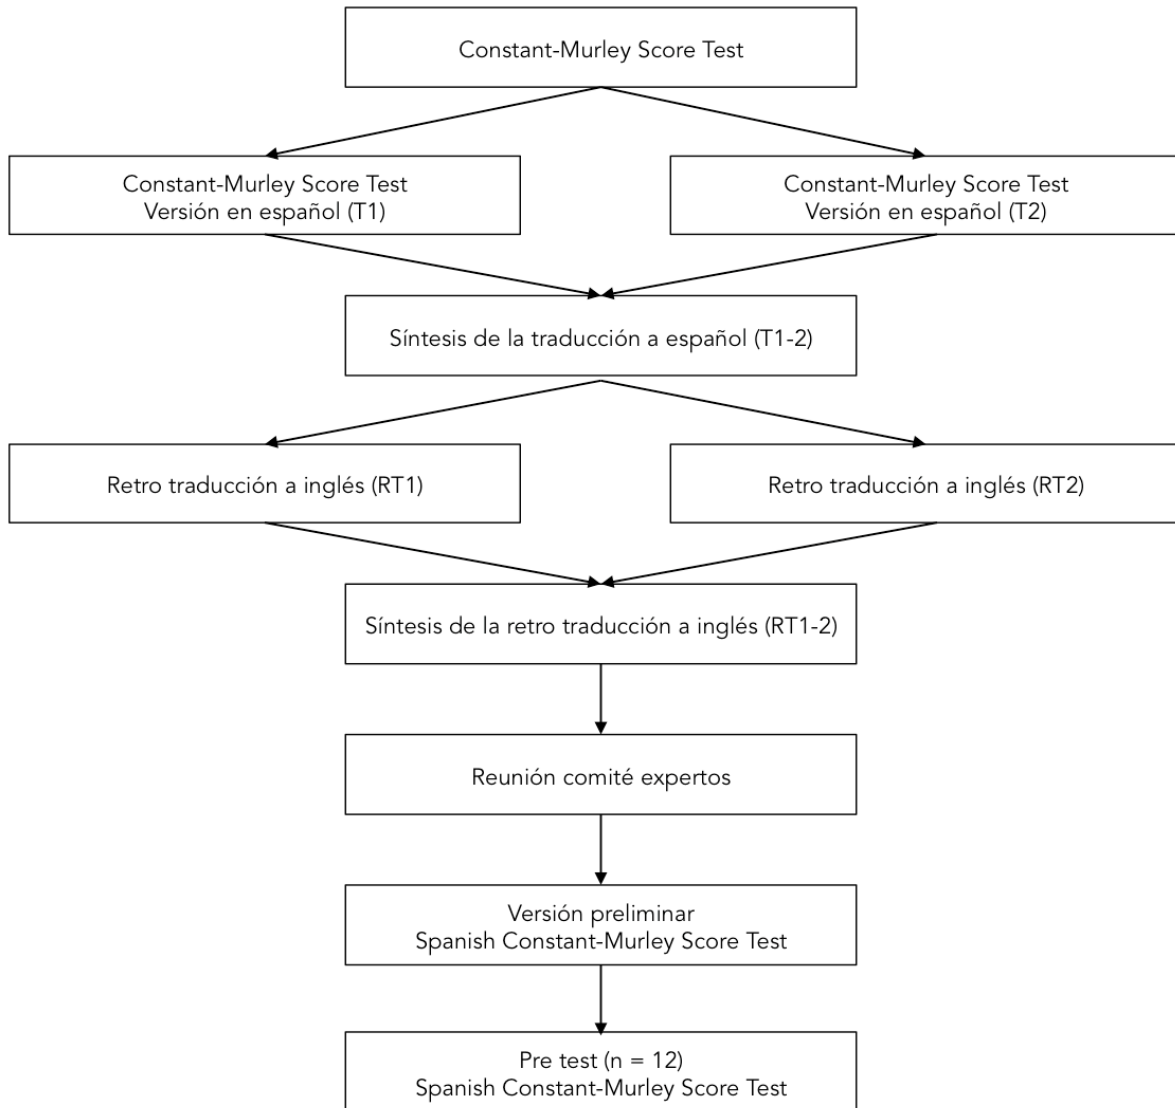 Constant-Murley Score Test
Constant-Murley Score Test
Versión en español (T1)
Constant-Murley Score Test
Versión en español (T2)
Síntesis de la traducción a español (T1-2)
Retro traducción a inglés (RT1)
Retro traducción a inglés (RT2)
Síntesis de la retro traducción a inglés (RT1-2)
Reunión comité expertos
Versión preliminar
Spanish Constant-Murley Score Test
Pre test (n = 12)
Spanish Constant-Murley Score Test